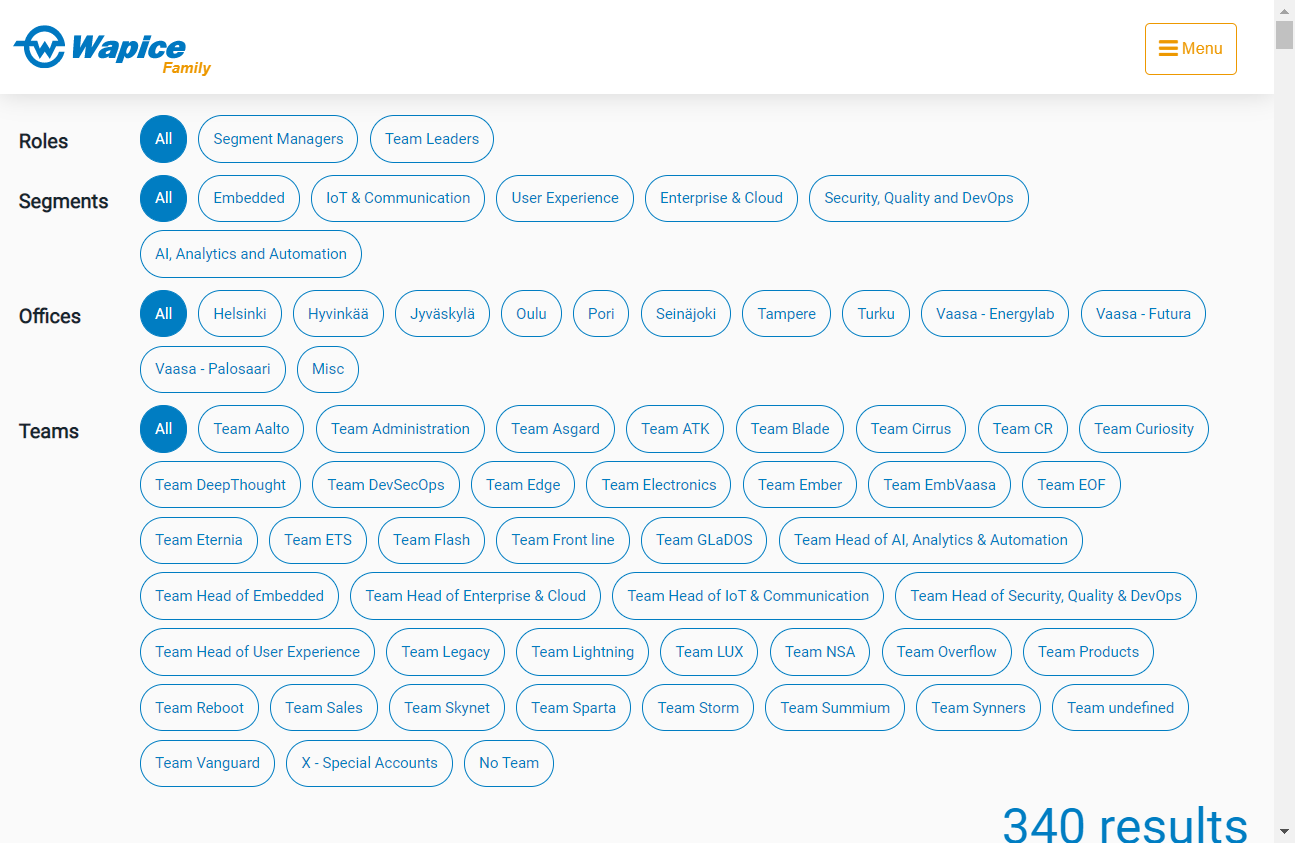 Wapice
Family
Menu
Roles
All Segment Managers Team Leaders
Segments
All Embedded IoT & Communication User Experience Enterprise & Cloud Security, Quality and DevOps
AI, Analytics and Automation
Offices
All Helsinki Hyvinkää Jyväskylä Oulu Pori Seinäjoki Tampere Turku Vaasa - Energylab Vaasa - Futura
Vaasa - Palosaari Misc
Teams
All Team Aalto Team Administration Team Asgard Team ATK Team Blade Team Cirrus Team CR Team Curiosity
Team DeepThought Team DevSecOps Team Edge Team Electronics Team Ember Team EmbVaasa Team EOF
Team Eternia Team ETS Team Flash Team Front line Team GLaDOS Team Head of AI, Analytics & Automation
Team Head of Embedded Team Head of Enterprise & Cloud Team Head of IoT & Communication Team Head of Security, Quality & DevOps
Team Head of User Experience Team Legacy Team Lightning Team LUX Team NSA Team Overflow Team Products
Team Reboot Team Sales Team Skynet Team Sparta Team Storm Team Summium Team Synners Team undefined
Team Vanguard X - Special Accounts No Team
340 results